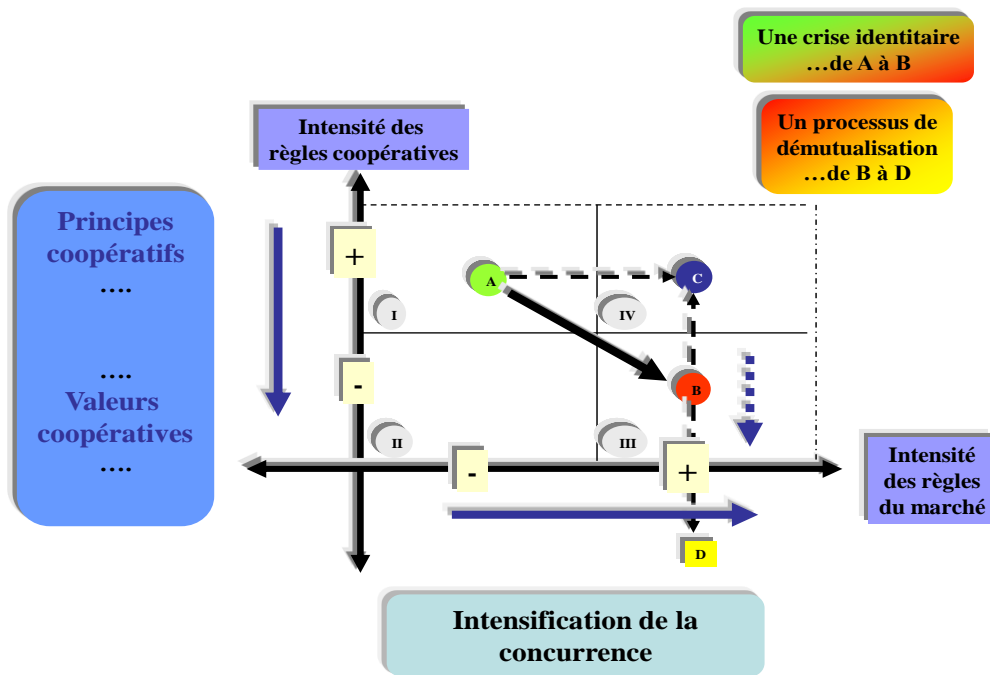 Une crise identitaire
…de A à B
Un processus de
démutualisation
…de B à D
Intensité des
règles coopératives
Principes
coopératifs
….
….
Valeurs
coopératives
….
+
A
C
I
IV
-
B
II
III
-
+
Intensité
des règles
du marché
D
Intensification de la
concurrence